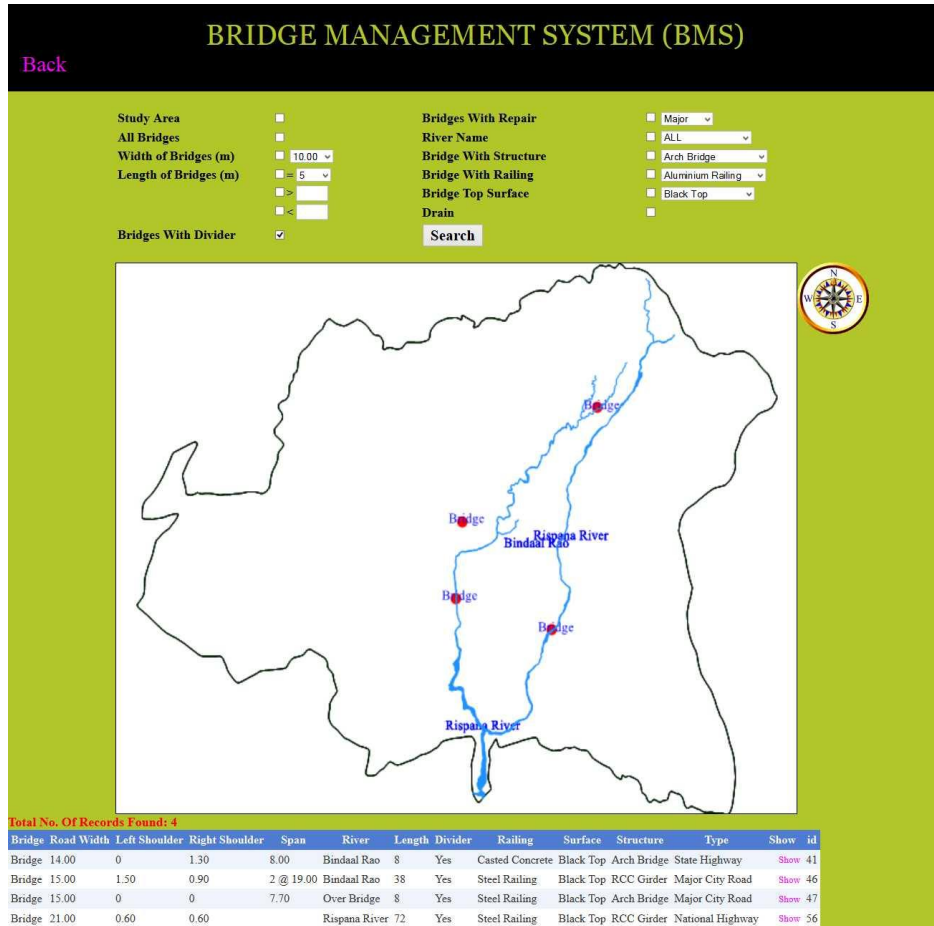 BRIDGE MANAGEMENT SYSTEM (BMS)
Back
Study Area Bridges With Repair Major
All Bridges River Name ALL
Width of Bridges (m) 10.00 Bridge With Structure Arch Bridge
Length of Bridges (m) = 5 Bridge With Railing Aluminium Railing
> Bridge Top Surface Black Top
< Drain
Bridges With Divider Search
N
W E
S
Bridge
Bridge
Rispana River
Bindaal Rao
Bridge
Bridge
Rispana River
Total No. Of Records Found: 4
Bridge Road Width Left Shoulder Right Shoulder Span River Length Divider Railing Surface Structure Type Show id
Bridge 14.00 0 1.30 8.00 Bindaal Rao 8 Yes Casted Concrete Black Top Arch Bridge State Highway Show 41
Bridge 15.00 1.50 0.90 2 @ 19.00 Bindaal Rao 38 Yes Steel Railing Black Top RCC Girder Major City Road Show 46
Bridge 15.00 0 0 7.70 Over Bridge 8 Yes Steel Railing Black Top Arch Bridge Major City Road Show 47
Bridge 21.00 0.60 0.60 Rispana River 72 Yes Steel Railing Black Top RCC Girder National Highway Show 56